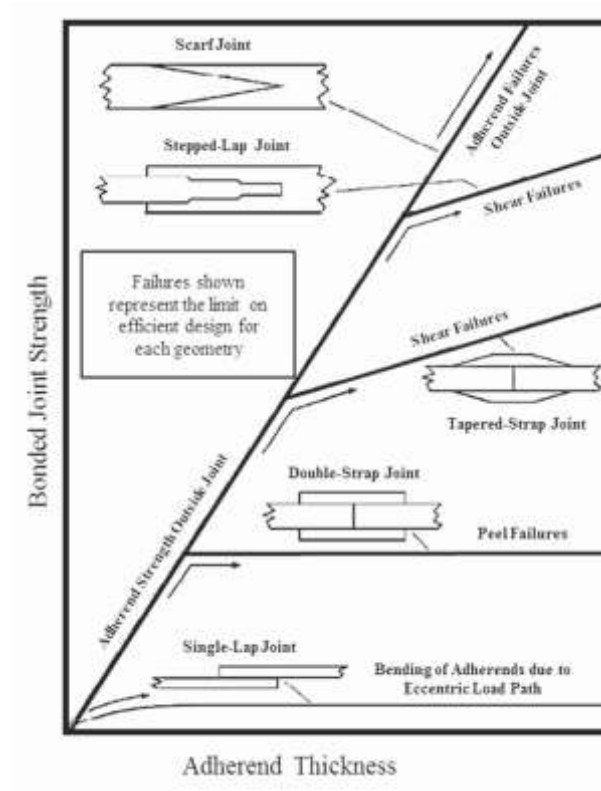 Scarf Joint
Adherend Failures
Outside Joint
Stepped-Lap Joint
Shear Failures
Failures shown
represent the limit on
efficient design for
each geometry
Shear Failures
Tapered-Strap Joint
Bonded Joint Strength
Double-Strap Joint
Adherend Strength Outside Joint
Peel Failures
Single-Lap Joint
Bending of Adherends due to
Eccentric Load Path
Adherend Thickness